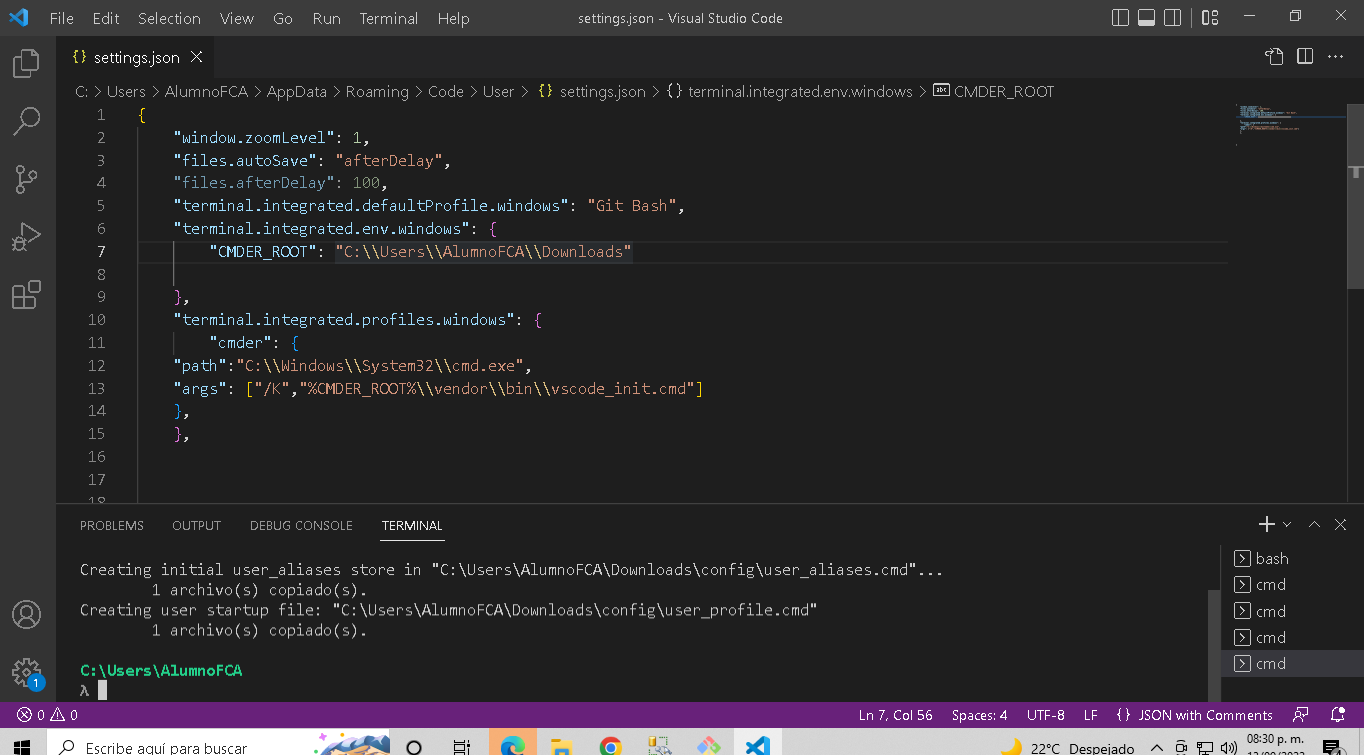 File Edit Selection View Go Run Terminal Help settings.json - Visual Studio Code
{} settings.json
C: > Users > AlumnoFCA > AppData > Roaming > Code > User > {} settings.json > {} terminal.integrated.env.windows > abc CMDER_ROOT
1 {
2 "window.zoomLevel": 1,
3 "files.autoSave": "afterDelay",
4 "files.afterDelay": 100,
5 "terminal.integrated.defaultProfile.windows": "Git Bash",
6 "terminal.integrated.env.windows": {
7 "CMDER_ROOT": "C:\\Users\\AlumnoFCA\\Downloads"
8
9 },
10 "terminal.integrated.profiles.windows": {
11 "cmder": {
12 "path":"C:\\Windows\\System32\\cmd.exe",
13 "args": ["/K","%CMDER_ROOT%\\vendor\\bin\\vscode_init.cmd"]
14 },
15 },
16
17
18
PROBLEMS OUTPUT DEBUG CONSOLE TERMINAL
Creating initial user_aliases store in "C:\Users\AlumnoFCA\Downloads\config\user_aliases.cmd"...
1 archivo(s) copiado(s).
Creating user startup file: "C:\Users\AlumnoFCA\Downloads\config\user_profile.cmd"
1 archivo(s) copiado(s).
C:\Users\AlumnoFCA
λ
bash
cmd
cmd
cmd
cmd
1
0 0 Ln 7, Col 56 Spaces: 4 UTF-8 LF {} JSON with Comments
Escribe aquí para buscar 22°C Despejado 08:30 p. m.